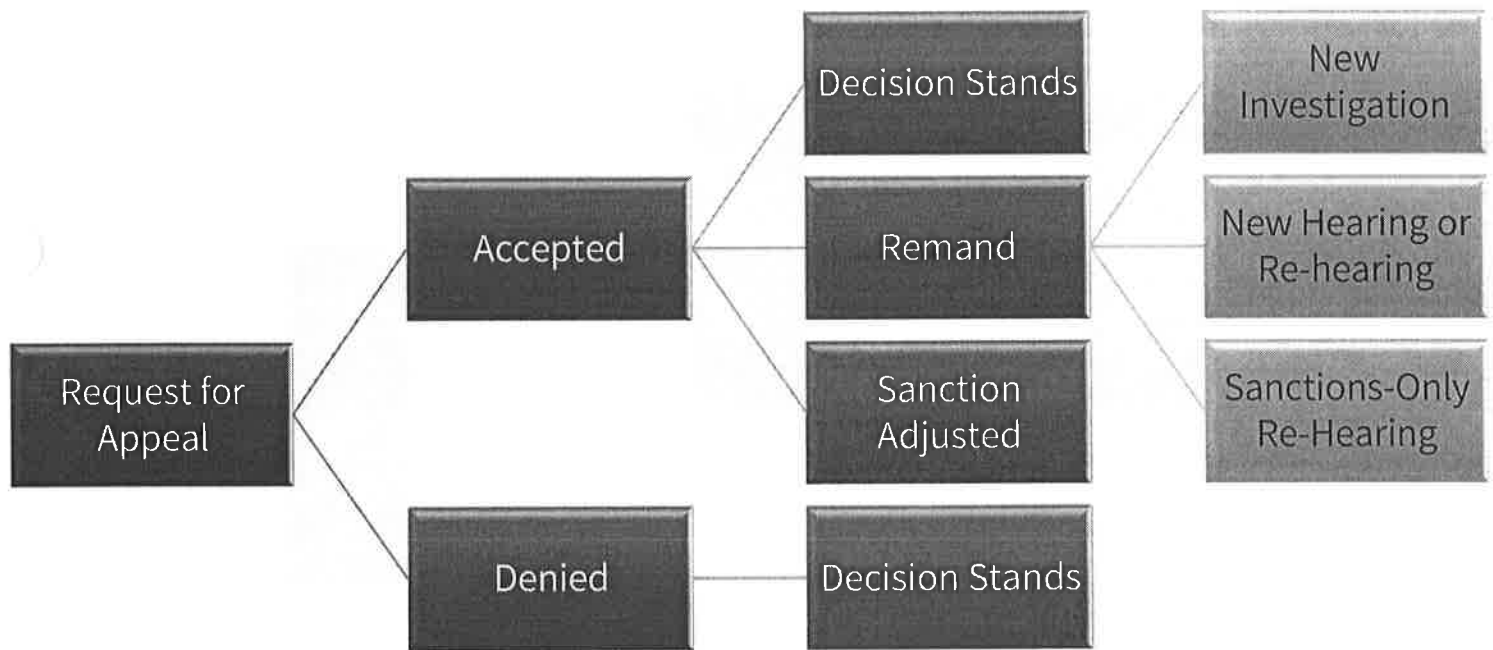 Request for
Appeal
Accepted
Denied
Decision Stands
Remand
Sanction
Adjusted
Decision Stands
New
Investigation
New Hearing or
Re-hearing
Sanctions-Only
Re-Hearing